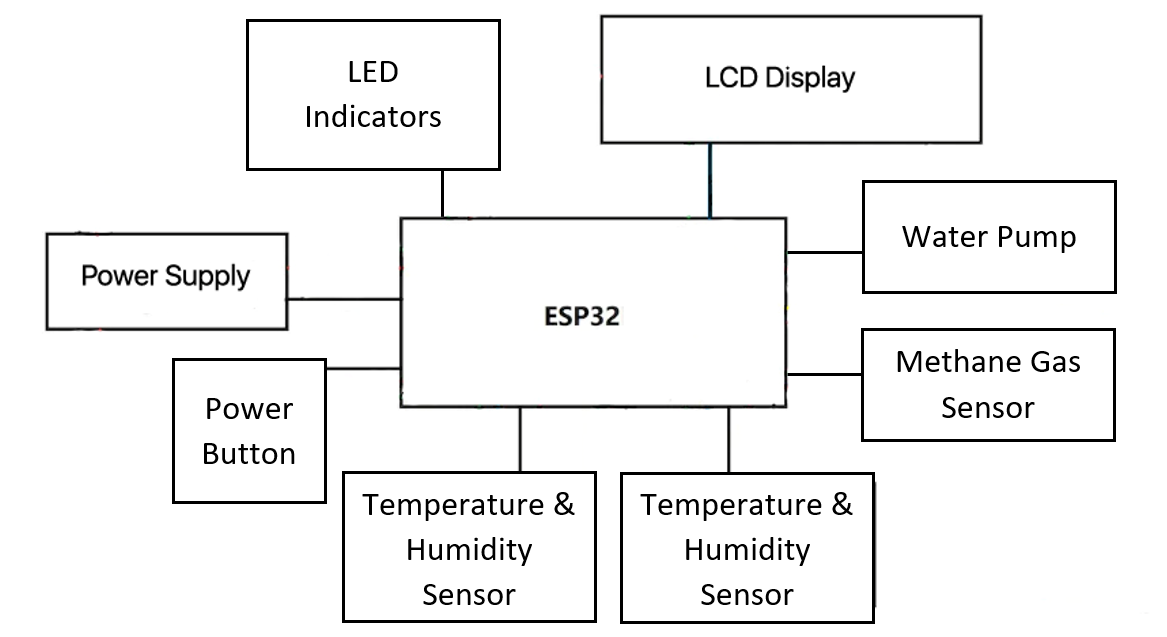 LED
Indicators
LCD Display
Water Pump
Power Supply
ESP32
Methane Gas
Sensor
Power
Button
Temperature &
Humidity
Sensor
Temperature &
Humidity
Sensor